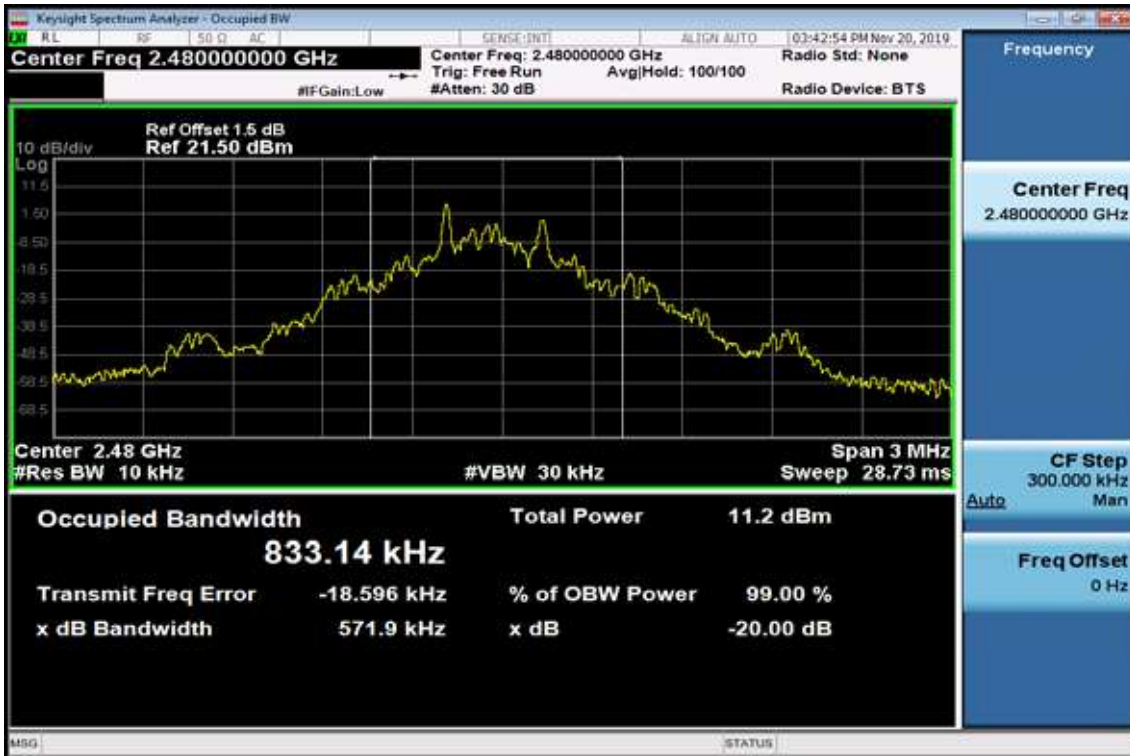 Keysight Spectrum Analyzer - Occupied BW
RL RF 50 Ω AC SENSE:INT ALIGN AUTO 03:42:54 PM Nov 20, 2019
Center Freq 2.480000000 GHz
Center Freq: 2.480000000 GHz
Radio Std: None
Trig: Free Run Avg|Hold: 100/100
#IFGain:Low
#Atten: 30 dB
Radio Device: BTS
Frequency
Ref Offset 1.5 dB
10 dB/div Ref 21.50 dBm
Log
11.5
1.50
-8.50
-18.5
-28.5
-38.5
-48.5
-58.5
-68.5
Center 2.48 GHz Span 3 MHz
#Res BW 10 kHz #VBW 30 kHz Sweep 28.73 ms
Occupied Bandwidth Total Power 11.2 dBm
833.14 kHz
Transmit Freq Error -18.596 kHz % of OBW Power 99.00 %
x dB Bandwidth 571.9 kHz x dB -20.00 dB
Center Freq
2.480000000 GHz
CF Step
300.000 kHz
Auto Man
Freq Offset
0 Hz
MSG STATUS